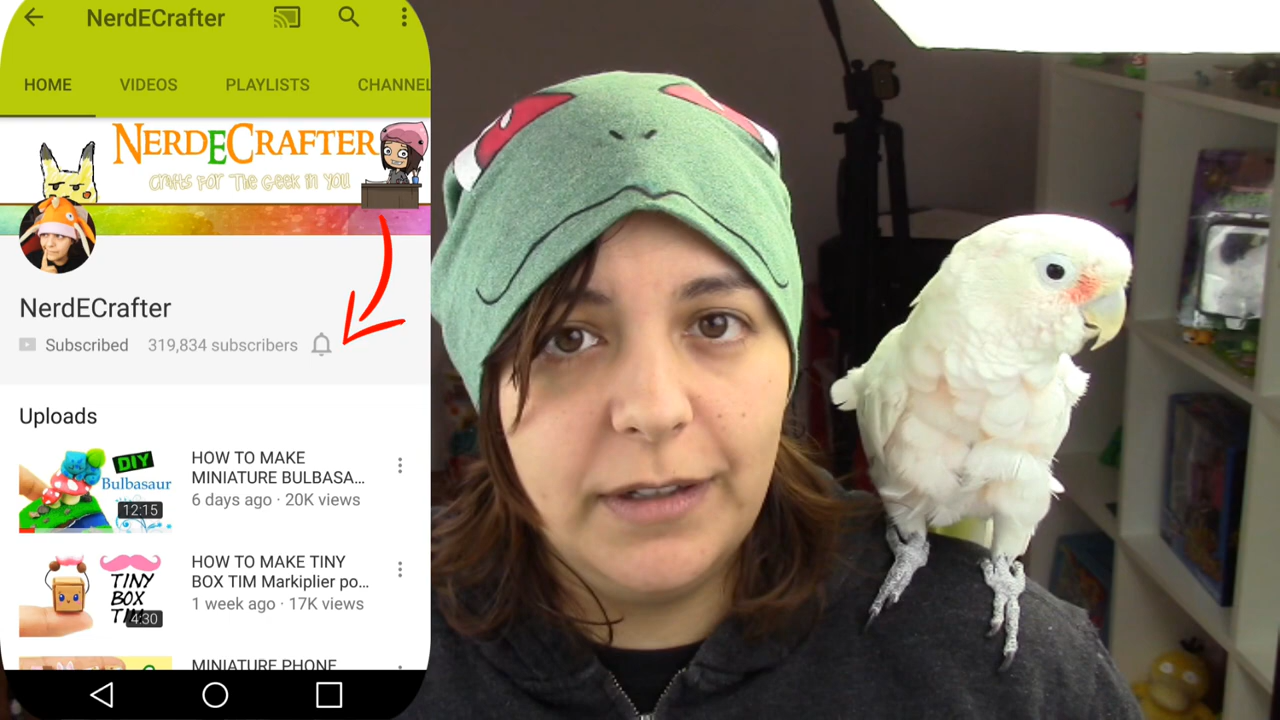 NerdECrafter
HOME VIDEOS PLAYLISTS CHANNEL
NERDECRAFTER
Crafts For The Geek in You
NerdECrafter
Subscribed 319,834 subscribers
Uploads
DIY
Bulbasaur
12:15
HOW TO MAKE
MINIATURE BULBASA...
6 days ago · 20K views
TINY
BOX
TIM
4:30
HOW TO MAKE TINY
BOX TIM Markiplier po...
1 week ago · 17K views
MINIATURE PHONE